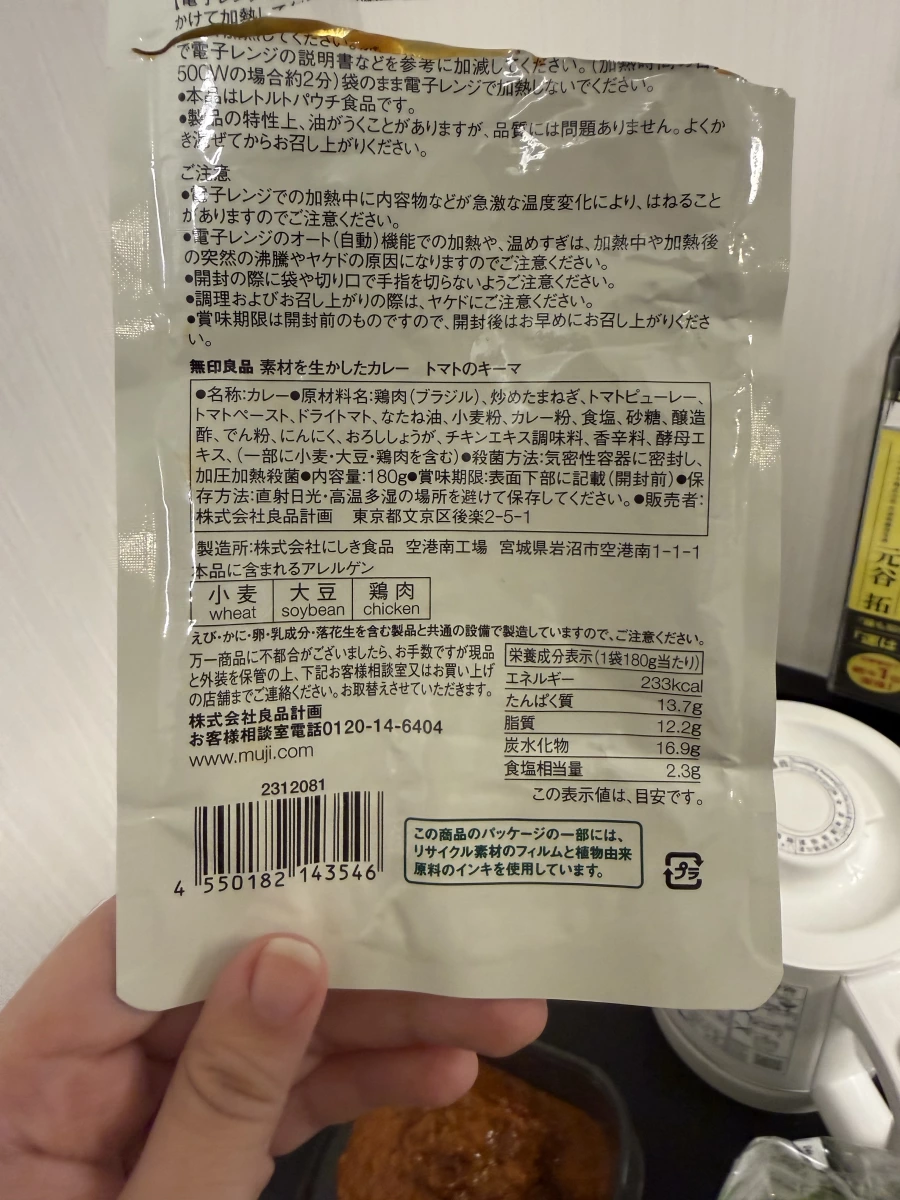 かけて加熱し
てください。
で電子レンジの説明書などを参考に加減してください。(加熱時間の目
500Wの場合約2分)袋のまま電子レンジで加熱しないでください。
●本品はレトルトパウチ食品です。
●製品の特性上、油がうくことがありますが、品質には問題ありません。よくか
き混ぜてからお召し上がりください。
ご注意
●電子レンジでの加熱中に内容物などが急激な温度変化により、はねること
がありますのでご注意ください。
●電子レンジのオート(自動)機能での加熱や、温めすぎは、加熱中や加熱後
の突然の沸騰やヤケドの原因になりますのでご注意ください。
●開封の際に袋や切り口で手指を切らないようご注意ください。
●調理およびお召し上がりの際は、ヤケドにご注意ください。
●賞味期限は開封前のものですので、開封後はお早めにお召し上がりくださ
い。
無印良品 素材を生かしたカレー トマトのキーマ
●名称:カレー●原材料名:鶏肉(ブラジル)、炒めたまねぎ、トマトピューレー、
トマトペースト、ドライトマト、なたね油、小麦粉、カレー粉、食塩、砂糖、醸造
酢、でん粉、にんにく、おろししょうが、チキンエキス調味料、香辛料、酵母エ
キス、(一部に小麦・大豆・鶏肉を含む)●殺菌方法:気密性容器に密封し、
加圧加熱殺菌●内容量:180g●賞味期限:表面下部に記載(開封前)●保
存方法:直射日光・高温多湿の場所を避けて保存してください。●販売者:
株式会社良品計画 東京都文京区後楽2-5-1
製造所:株式会社にしき食品 空港南工場 宮城県岩沼市空港南1-1-1
本品に含まれるアレルゲン
小麦 大豆 鶏肉
wheat soybean chicken
えび・かに・卵・乳成分・落花生を含む製品と共通の設備で製造していますので、ご注意ください。
万一商品に不都合がございましたら、お手数ですが現品
と外装を保管の上、下記お客様相談室又はお買い上げ
の店舗までご連絡ください。お取替えさせていただきます。
株式会社良品計画
お客様相談室電話0120-14-6404
www.muji.com
栄養成分表示(1袋180g当たり)
エネルギー 233kcal
たんぱく質 13.7g
脂質 12.2g
炭水化物 16.9g
食塩相当量 2.3g
この表示値は、目安です。
2312081
4 550182 143546
この商品のパッケージの一部には、
リサイクル素材のフィルムと植物由来
原料のインキを使用しています。
プラ
元谷 拓